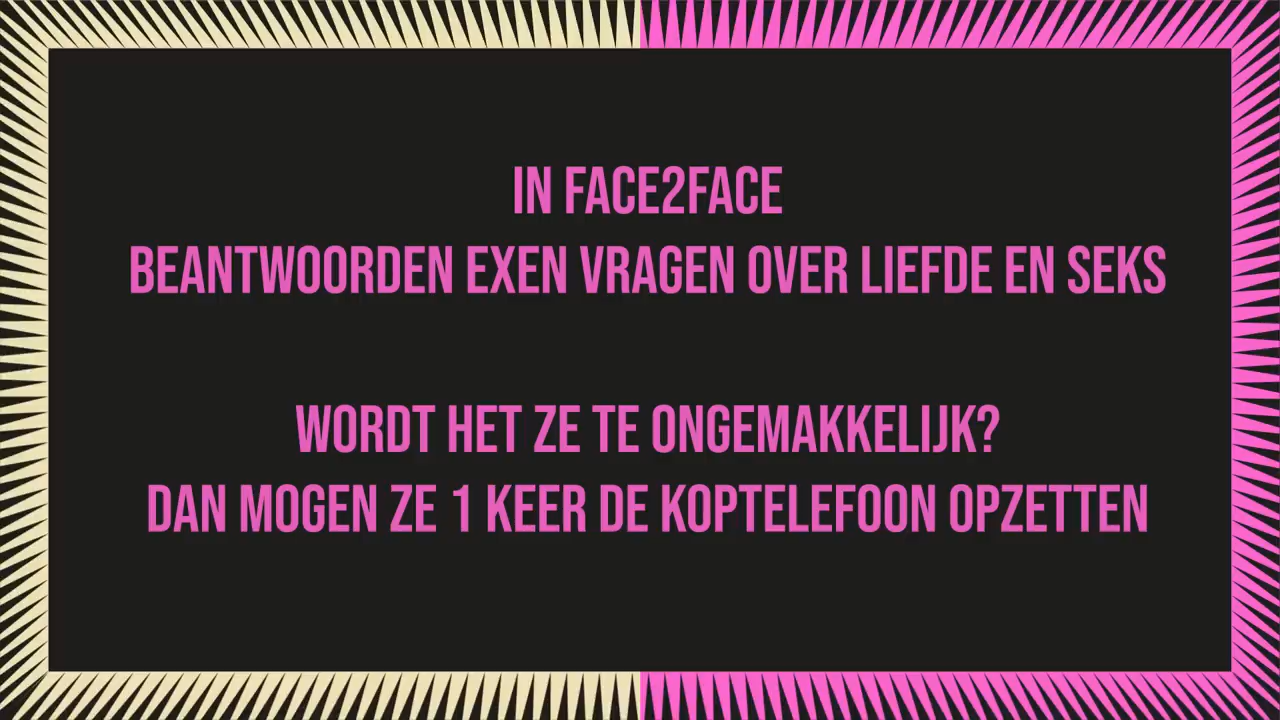 IN FACE2FACE
BEANTWOORDEN EXEN VRAGEN OVER LIEFDE EN SEKS
WORDT HET ZE TE ONGEMAKKELIJK?
DAN MOGEN ZE 1 KEER DE KOPTELEFOON OPZETTEN